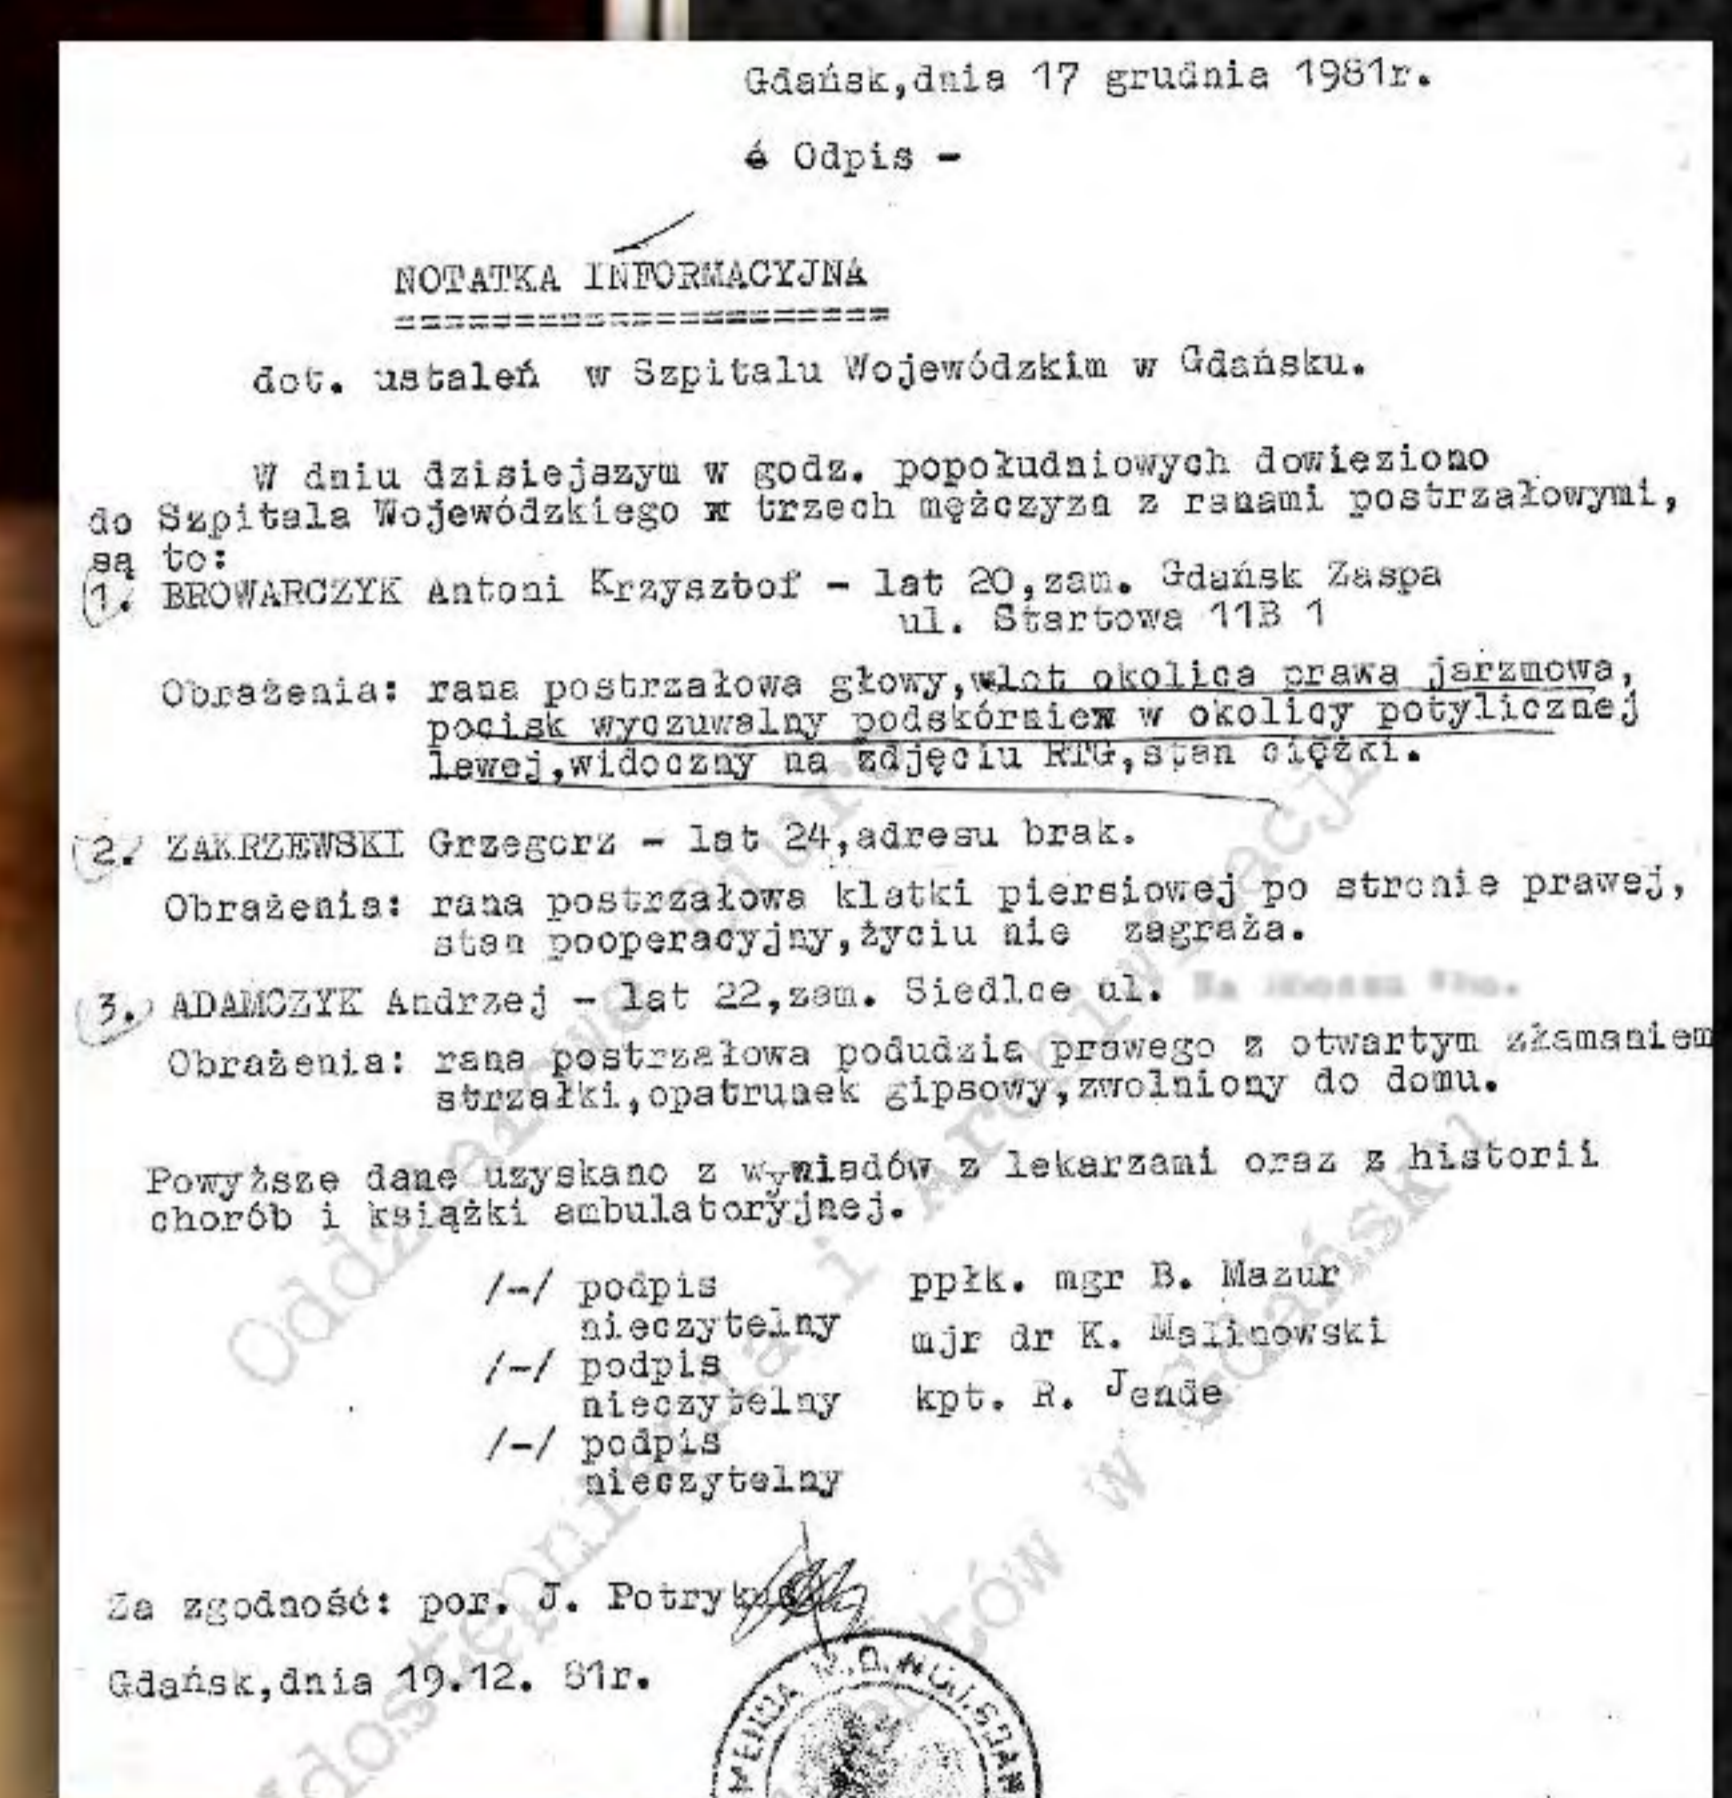 Gdańsk,dnia 17 grudnia 1981r.
Odpis -
NOTATKA INFORMACYJNA
=====================
dot. ustaleń w Szpitalu Wojewódzkim w Gdańsku.
W dniu dzisiejszym w godz. popołudniowych dowieziono
do Szpitala Wojewódzkiego x trzech mężczyzn z ranami postrzałowymi,
są to:
1. BROWARCZYK Antoni Krzysztof - lat 20,zam. Gdańsk Zaspa
ul. Startowa 11B 1
Obrażenia: rana postrzałowa głowy,wlot okolica prawa jarzmowa,
pocisk wyczuwalny podskórniex w okolicy potylicznej
lewej,widoczny na zdjęciu RTG,stan ciężki.
2. ZAKRZEWSKI Grzegorz - lat 24,adresu brak.
Obrażenia: rana postrzałowa klatki piersiowej po stronie prawej,
stan pooperacyjny,życiu nie zagraża.
3. ADAMCZYK Andrzej - lat 22,zam. Siedlce ul.
Obrażenia: rana postrzałowa podudzia prawego z otwartym złamaniem
strzałki,opatrunek gipsowy,zwolniony do domu.
Powyższe dane uzyskano z wywiadów z lekarzami oraz z historii
chorób i książki ambulatoryjnej.
/-/ podpis ppłk. mgr B. Mazur
nieczytelny mjr dr K. Malinowski
/-/ podpis
nieczytelny kpt. R. Jende
/-/ podpis
nieczytelny
Za zgodność: por. J. Potrykus
Gdańsk,dnia 19.12. 81r.